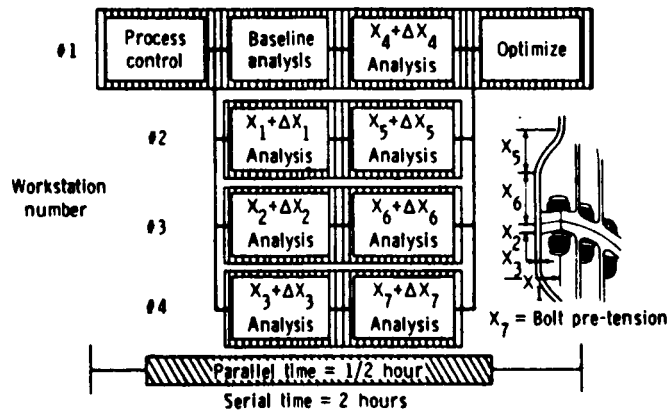 #1
Process
control
Baseline
analysis
X4+ΔX4
Analysis
Optimize
#2
X1+ΔX1
Analysis
X5+ΔX5
Analysis
Workstation
number
#3
X2+ΔX2
Analysis
X6+ΔX6
Analysis
#4
X3+ΔX3
Analysis
X7+ΔX7
Analysis
X5
X6
X2
X3
X
X7 = Bolt pre-tension
Parallel time = 1/2 hour
Serial time = 2 hours